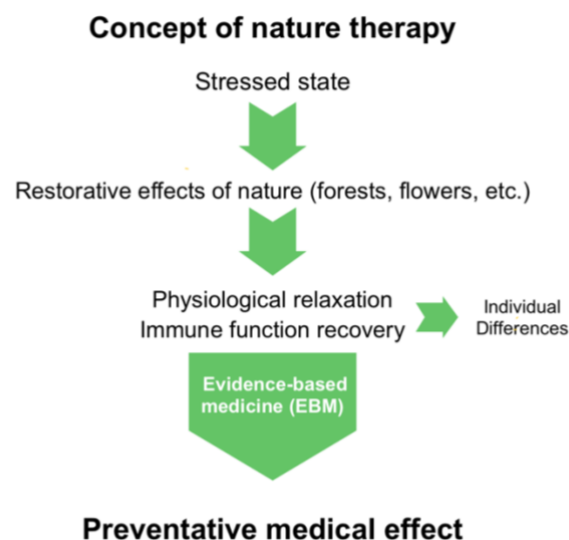 Concept of nature therapy
Stressed state
Restorative effects of nature (forests, flowers, etc.)
Physiological relaxation
Immune function recovery
Individual
Differences
Evidence-based
medicine (EBM)
Preventative medical effect